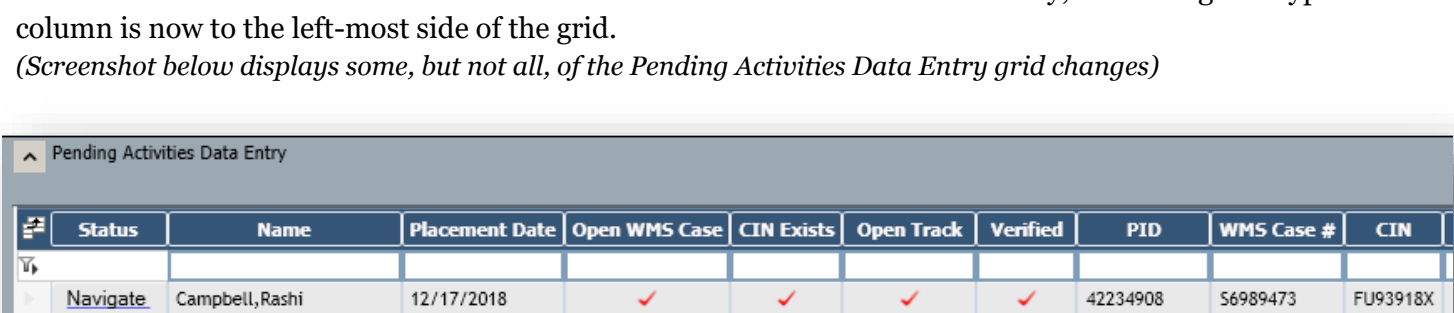 column is now to the left-most side of the grid.
(Screenshot below displays some, but not all, of the Pending Activities Data Entry grid changes)
Pending Activities Data Entry
Status Name Placement Date Open WMS Case CIN Exists Open Track Verified PID WMS Case # CIN
Navigate Campbell,Rashi 12/17/2018 ✓ ✓ ✓ ✓ 42234908 S6989473 FU93918X